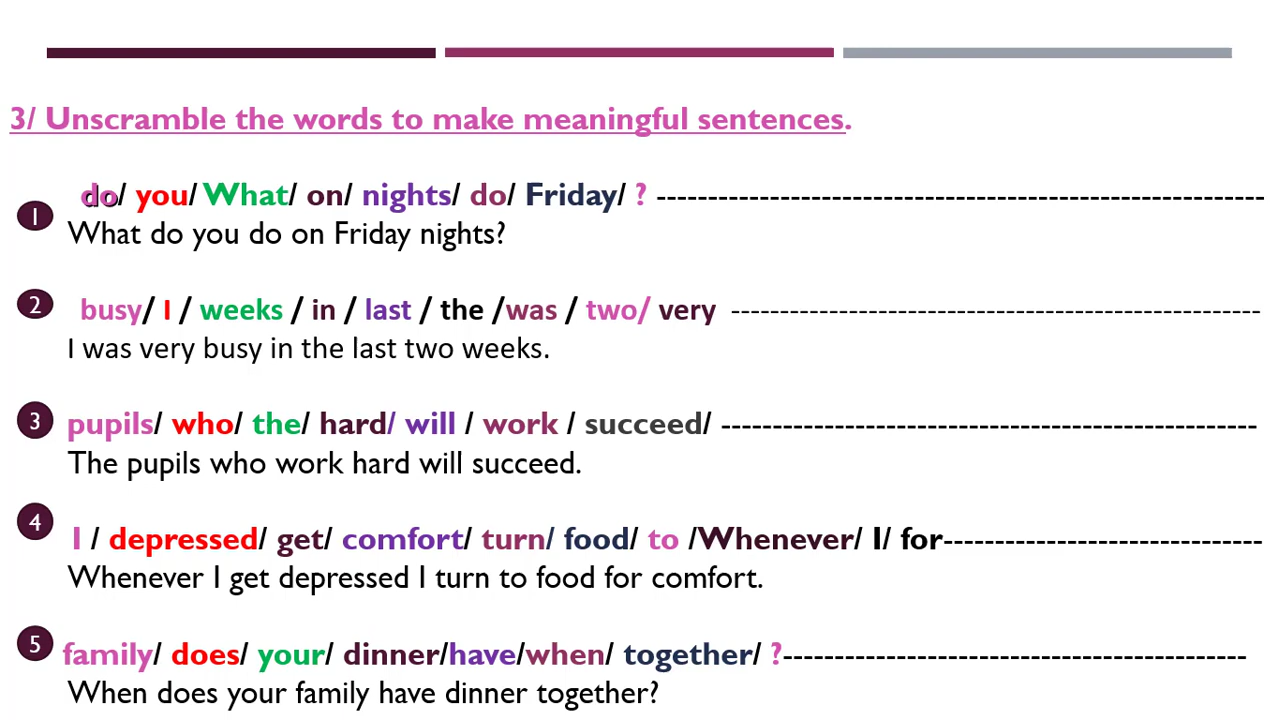 3/ Unscramble the words to make meaningful sentences.
1 do/ you/ What/ on/ nights/ do/ Friday/ ? -----------------------------------------------------------
What do you do on Friday nights?
2 busy/ I / weeks / in / last / the /was / two/ very ----------------------------------------------------
I was very busy in the last two weeks.
3 pupils/ who/ the/ hard/ will / work / succeed/ ----------------------------------------------------
The pupils who work hard will succeed.
4 I / depressed/ get/ comfort/ turn/ food/ to /Whenever/ I/ for-------------------------------
Whenever I get depressed I turn to food for comfort.
5 family/ does/ your/ dinner/have/when/ together/ ?---------------------------------------------
When does your family have dinner together?